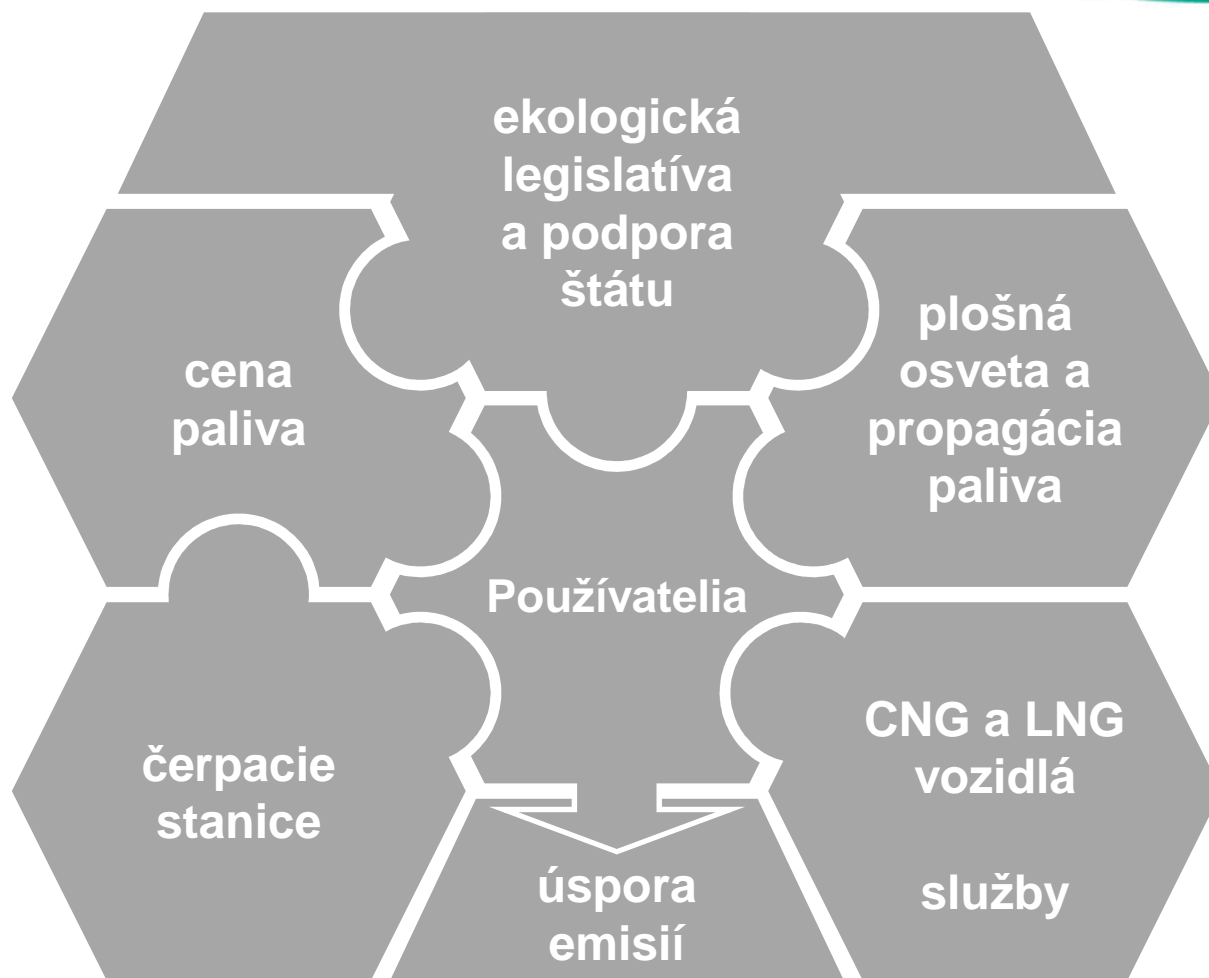 ekologická
legislatíva
a podpora
štátu
cena
paliva
plošná
osveta a
propagácia
paliva
Používatelia
čerpacie
stanice
CNG a LNG
vozidlá
služby
úspora
emisií